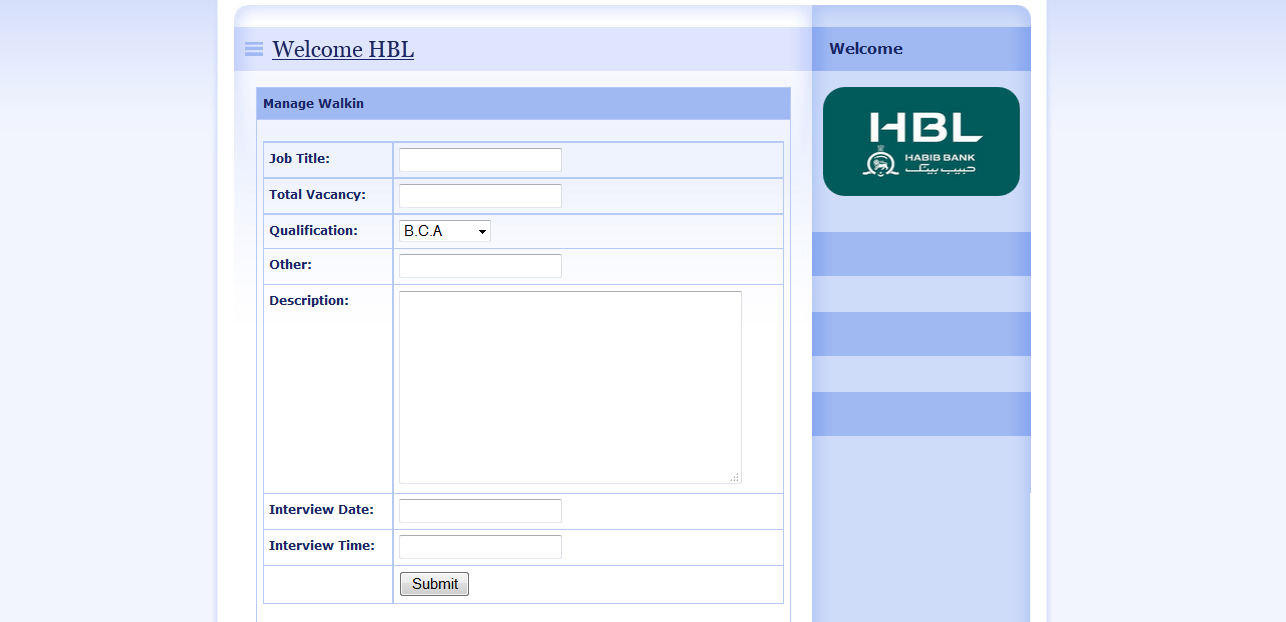 Welcome HBL
Manage Walkin
Job Title:
Total Vacancy:
Qualification:
B.C.A
Other:
Description:
Interview Date:
Interview Time:
Submit
Welcome
HBL
HABIB BANK
حبیب بینک